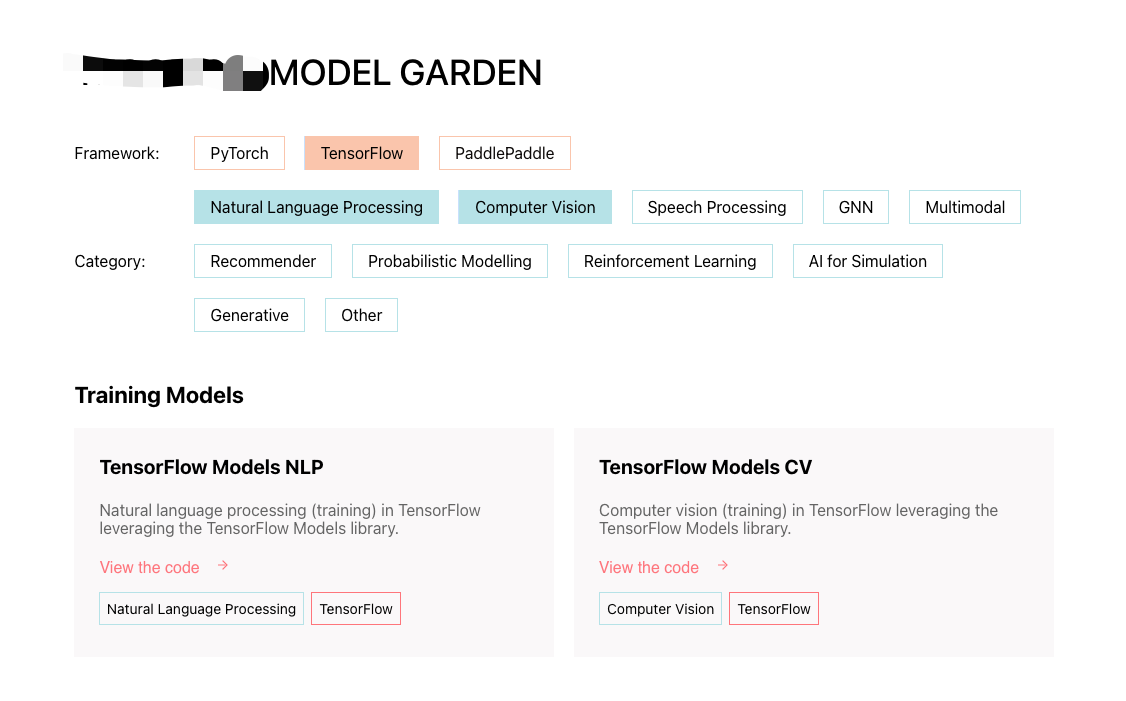 MODEL GARDEN
Framework: PyTorch TensorFlow PaddlePaddle
Natural Language Processing Computer Vision Speech Processing GNN Multimodal
Category: Recommender Probabilistic Modelling Reinforcement Learning AI for Simulation
Generative Other
Training Models
TensorFlow Models NLP
Natural language processing (training) in TensorFlow
leveraging the TensorFlow Models library.
View the code →
Natural Language Processing TensorFlow
TensorFlow Models CV
Computer vision (training) in TensorFlow leveraging the
TensorFlow Models library.
View the code →
Computer Vision TensorFlow